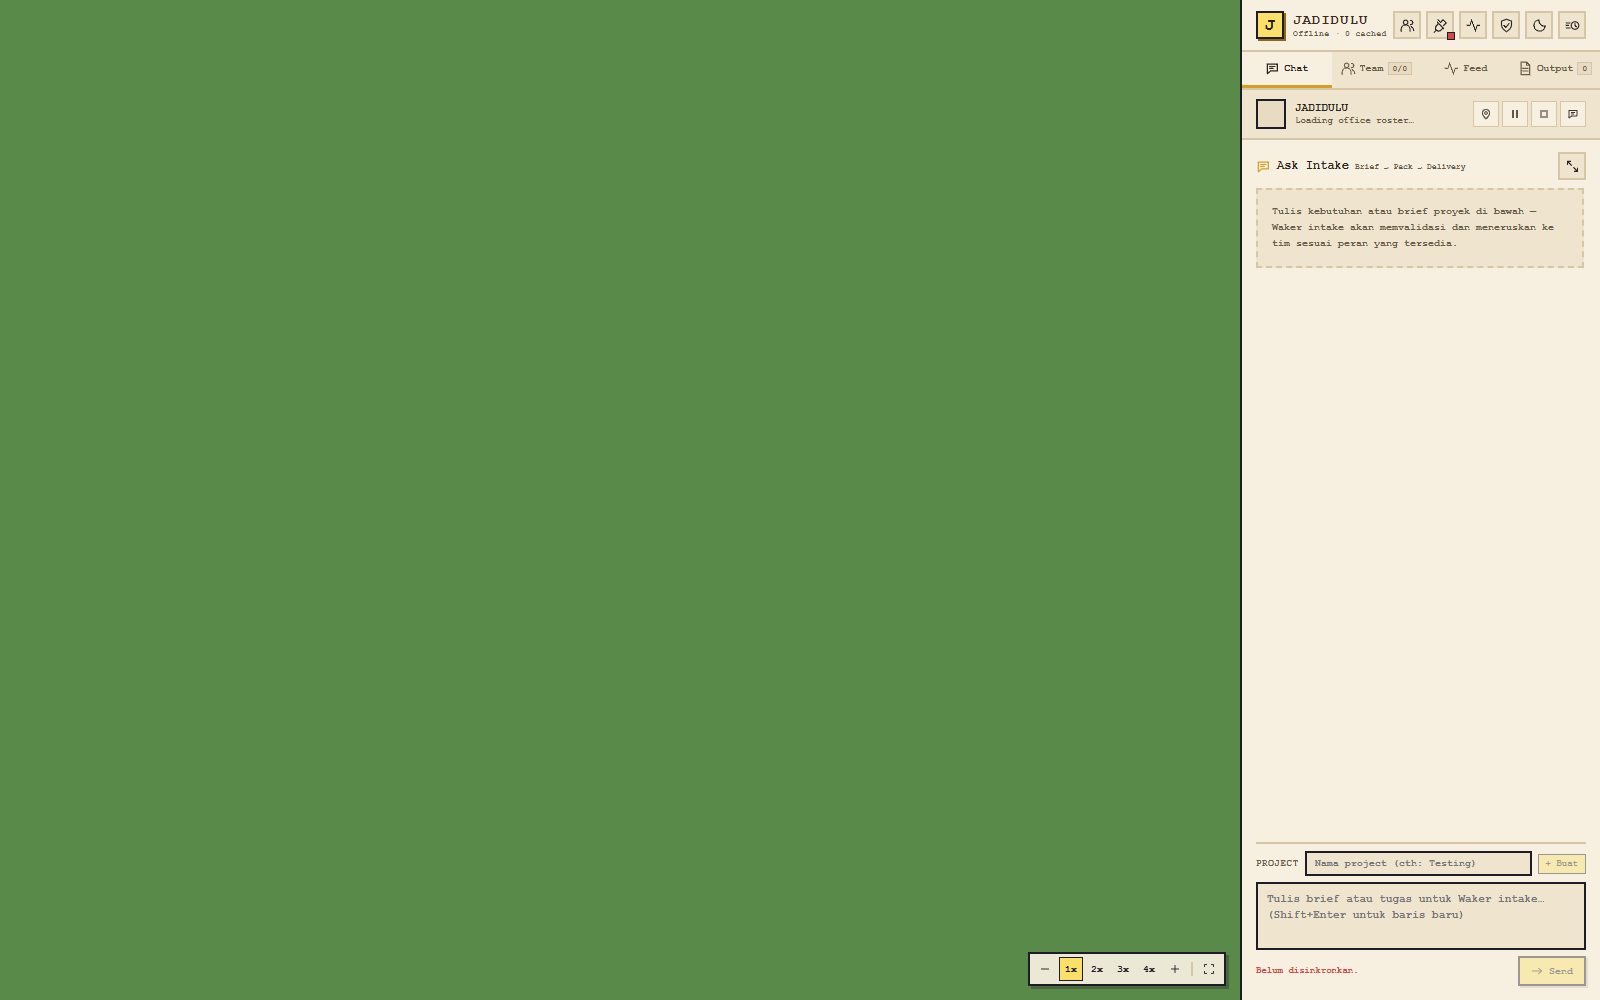 J
JADIDULU
Offline · 0 cached
Chat
Team 0/0
Feed
Output 0
JADIDULU
Loading office roster…
Ask Intake Brief → Pack → Delivery
Tulis kebutuhan atau brief proyek di bawah —
Waker intake akan memvalidasi dan meneruskan ke
tim sesuai peran yang tersedia.
PROJECT Nama project (cth: Testing) + Buat
Tulis brief atau tugas untuk Waker intake…
(Shift+Enter untuk baris baru)
Belum disinkronkan. → Send
− 1x 2x 3x 4x +